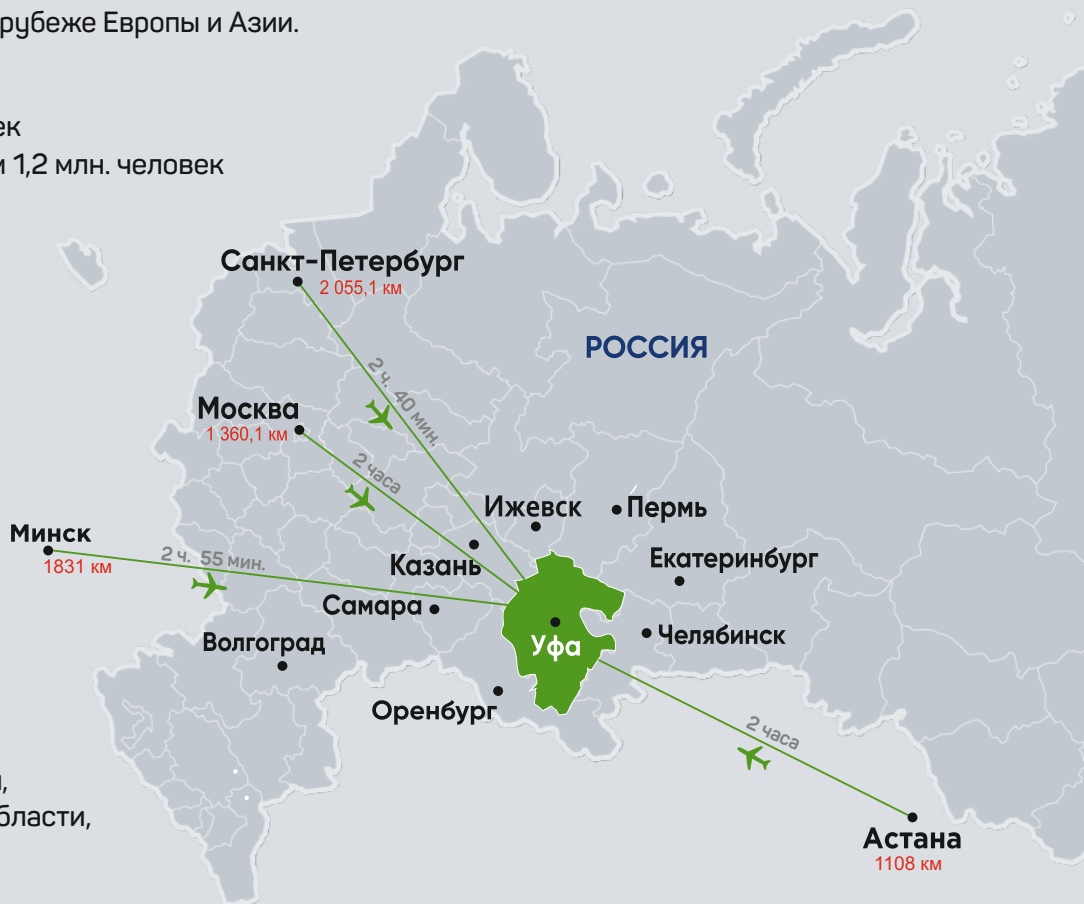 рубеже Европы и Азии.
ек
1,2 млн. человек
Санкт-Петербург
2 055,1 км
РОССИЯ
2 ч. 40 мин.
Москва
1 360,1 км
2 часа
Ижевск
Пермь
Минск
1831 км
2 ч. 55 мин.
Казань
Екатеринбург
Самара
Уфа
Челябинск
Волгоград
Оренбург
2 часа
бласти,
Астана
1108 км